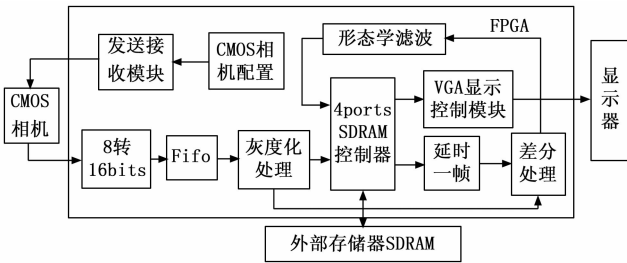 形态学滤波
FPGA
发送接
收模块
CMOS相
机配置
CMOS
相机
4ports
SDRAM
控制器
VGA显示
控制模块
显
示
器
8转
16bits
Fifo
灰度化
处理
延时
一帧
差分
处理
外部存储器SDRAM